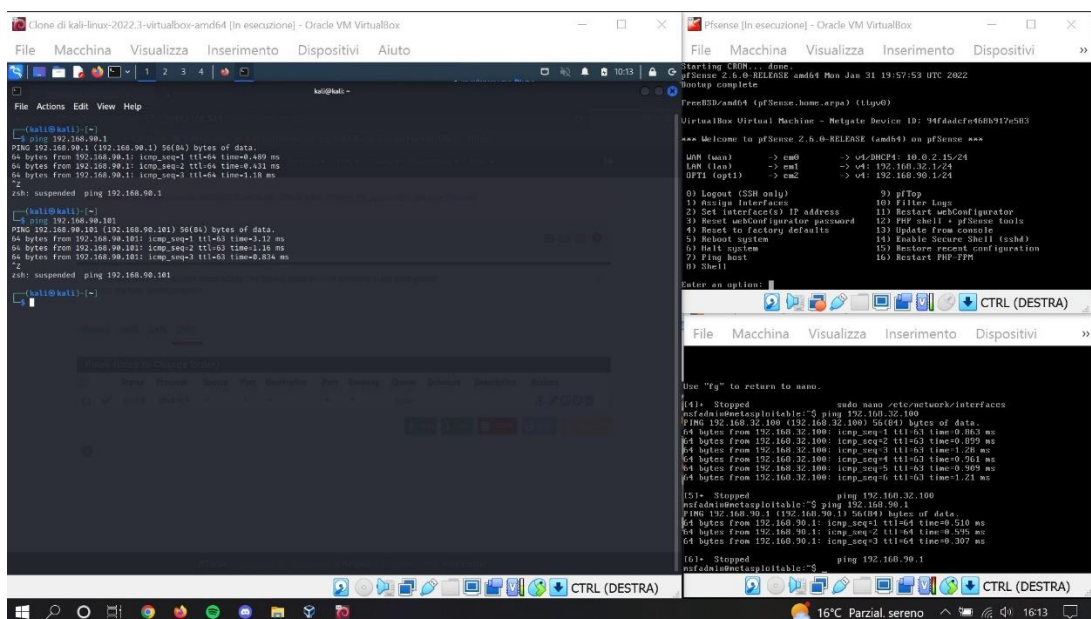 Clone di kali-linux-2022.3-virtualbox-amd64 [In esecuzione] - Oracle VM VirtualBox
File Macchina Visualizza Inserimento Dispositivi Aiuto
1 2 3 4
10:13
kali@kali: ~
File Actions Edit View Help
(kali㉿kali)-[~]
$ ping 192.168.90.1
PING 192.168.90.1 (192.168.90.1) 56(84) bytes of data.
64 bytes from 192.168.90.1: icmp_seq=1 ttl=64 time=0.489 ms
64 bytes from 192.168.90.1: icmp_seq=2 ttl=64 time=0.431 ms
64 bytes from 192.168.90.1: icmp_seq=3 ttl=64 time=1.18 ms
^Z
zsh: suspended ping 192.168.90.1
(kali㉿kali)-[~]
$ ping 192.168.90.101
PING 192.168.90.101 (192.168.90.101) 56(84) bytes of data.
64 bytes from 192.168.90.101: icmp_seq=1 ttl=63 time=3.12 ms
64 bytes from 192.168.90.101: icmp_seq=2 ttl=63 time=1.16 ms
64 bytes from 192.168.90.101: icmp_seq=3 ttl=63 time=0.834 ms
^Z
zsh: suspended ping 192.168.90.101
(kali㉿kali)-[~]
$
CTRL (DESTRA)
Pfsense [In esecuzione] - Oracle VM VirtualBox
File Macchina Visualizza Inserimento Dispositivi »
Starting CRON... done.
pfSense 2.6.0-RELEASE amd64 Mon Jan 31 19:57:53 UTC 2022
Bootup complete
FreeBSD/amd64 (pfSense.home.arpa) (ttyv0)
VirtualBox Virtual Machine - Netgate Device ID: 94fdadcfe468b917e583
*** Welcome to pfSense 2.6.0-RELEASE (amd64) on pfSense ***
WAN (wan) -> em0 -> v4/DHCP4: 10.0.2.15/24
LAN (lan) -> em1 -> v4: 192.168.32.1/24
OPT1 (opt1) -> em2 -> v4: 192.168.90.1/24
0) Logout (SSH only) 9) pfTop
1) Assign Interfaces 10) Filter Logs
2) Set interface(s) IP address 11) Restart webConfigurator
3) Reset webConfigurator password 12) PHP shell + pfSense tools
4) Reset to factory defaults 13) Update from console
5) Reboot system 14) Enable Secure Shell (sshd)
6) Halt system 15) Restore recent configuration
7) Ping host 16) Restart PHP-FPM
8) Shell
Enter an option:
CTRL (DESTRA)
File Macchina Visualizza Inserimento Dispositivi »
Use "fg" to return to nano.
[4]+ Stopped sudo nano /etc/network/interfaces
msfadmin@metasploitable:~$ ping 192.168.32.100
PING 192.168.32.100 (192.168.32.100) 56(84) bytes of data.
64 bytes from 192.168.32.100: icmp_seq=1 ttl=63 time=0.863 ms
64 bytes from 192.168.32.100: icmp_seq=2 ttl=63 time=0.899 ms
64 bytes from 192.168.32.100: icmp_seq=3 ttl=63 time=1.28 ms
64 bytes from 192.168.32.100: icmp_seq=4 ttl=63 time=0.961 ms
64 bytes from 192.168.32.100: icmp_seq=5 ttl=63 time=0.909 ms
64 bytes from 192.168.32.100: icmp_seq=6 ttl=63 time=1.21 ms
[5]+ Stopped ping 192.168.32.100
msfadmin@metasploitable:~$ ping 192.168.90.1
PING 192.168.90.1 (192.168.90.1) 56(84) bytes of data.
64 bytes from 192.168.90.1: icmp_seq=1 ttl=64 time=0.510 ms
64 bytes from 192.168.90.1: icmp_seq=2 ttl=64 time=0.595 ms
64 bytes from 192.168.90.1: icmp_seq=3 ttl=64 time=0.307 ms
[6]+ Stopped ping 192.168.90.1
msfadmin@metasploitable:~$ _
CTRL (DESTRA)
16°C Parzial. sereno
16:13